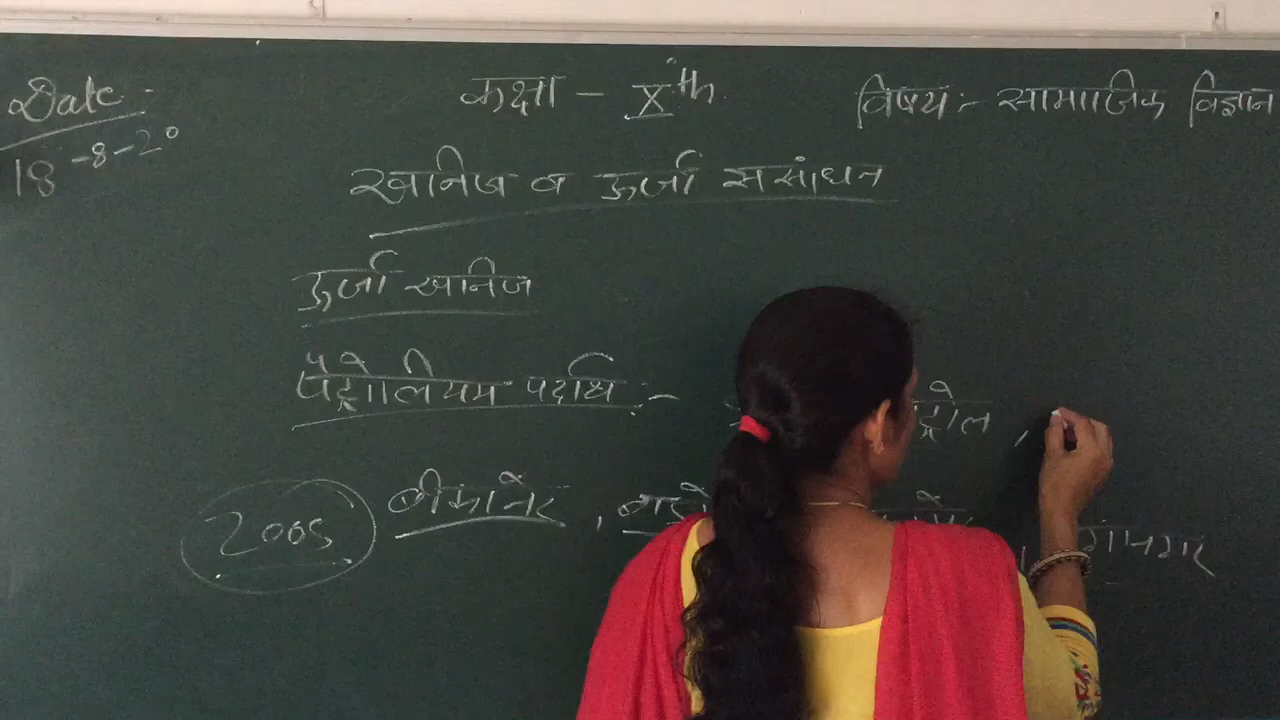 Date -
18-8-20
कक्षा - Xth
विषय :- सामाजिक विज्ञान
खनिज व ऊर्जा संसांधन
ऊर्जा खनिज
पेट्रोलियम पदार्थ :-
2005 बीकानेर ,